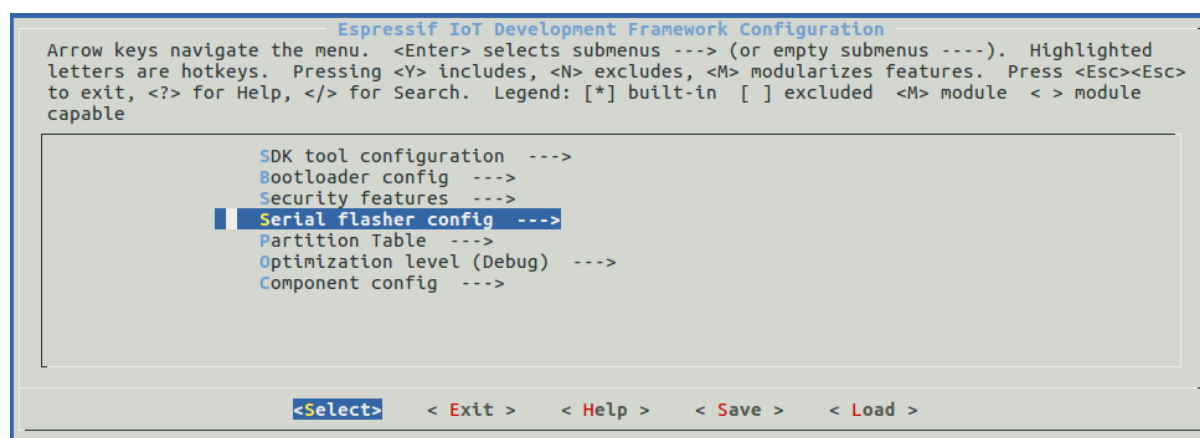 Espressif IoT Development Framework Configuration
Arrow keys navigate the menu.  <Enter> selects submenus ---> (or empty submenus ----).  Highlighted
letters are hotkeys.  Pressing <Y> includes, <N> excludes, <M> modularizes features.  Press <Esc><Esc>
to exit, <?> for Help, </> for Search.  Legend: [*] built-in  [ ] excluded  <M> module  < > module
capable
SDK tool configuration  --->
Bootloader config  --->
Security features  --->
Serial flasher config  --->
Partition Table  --->
Optimization level (Debug)  --->
Component config  --->
<Select>    < Exit >    < Help >    < Save >    < Load >